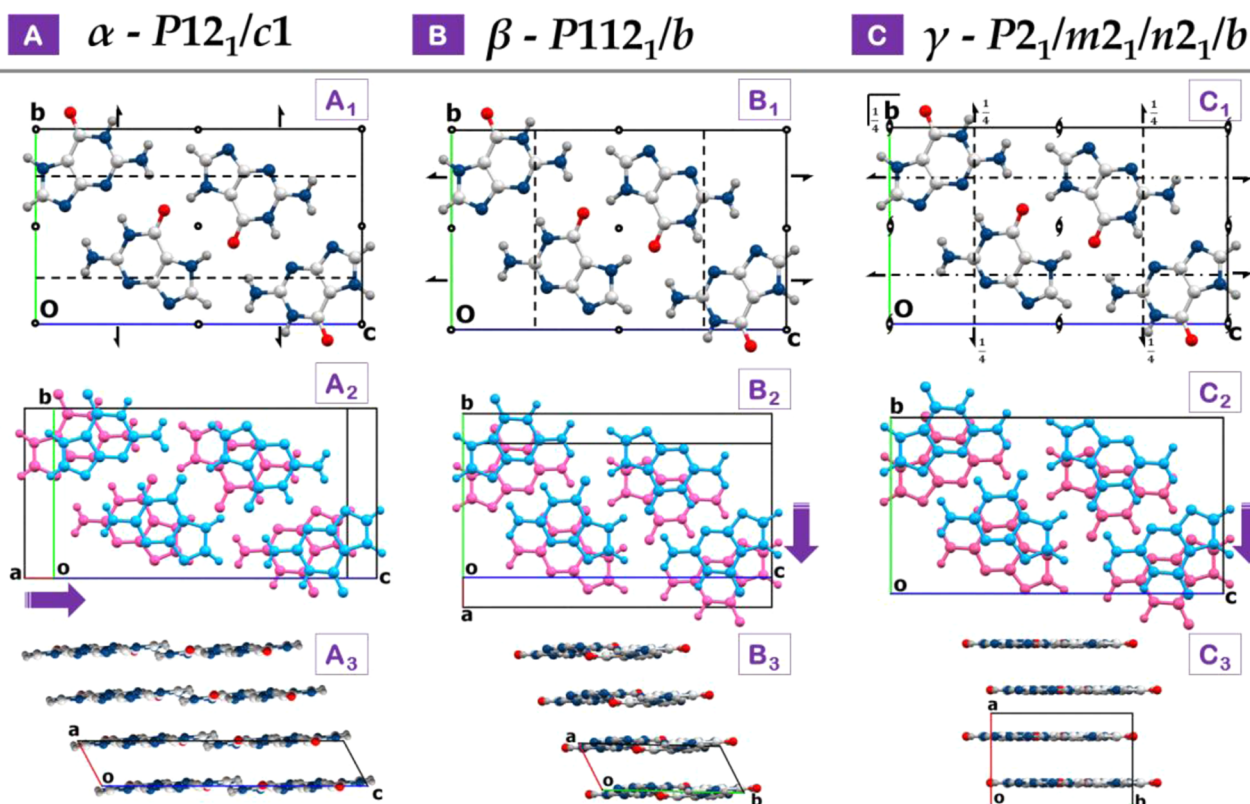 A α - P12₁/c1
B β - P112₁/b
C γ - P2₁/m2₁/n2₁/b
A₁
B₁
C₁
b
O
c
b
O
c
1/4
b
1/4
1/4
O
c
1/4
1/4
A₂
B₂
C₂
b
a
o
c
b
o
c
a
b
o
c
A₃
B₃
C₃
a
o
c
a
o
b
a
o
b